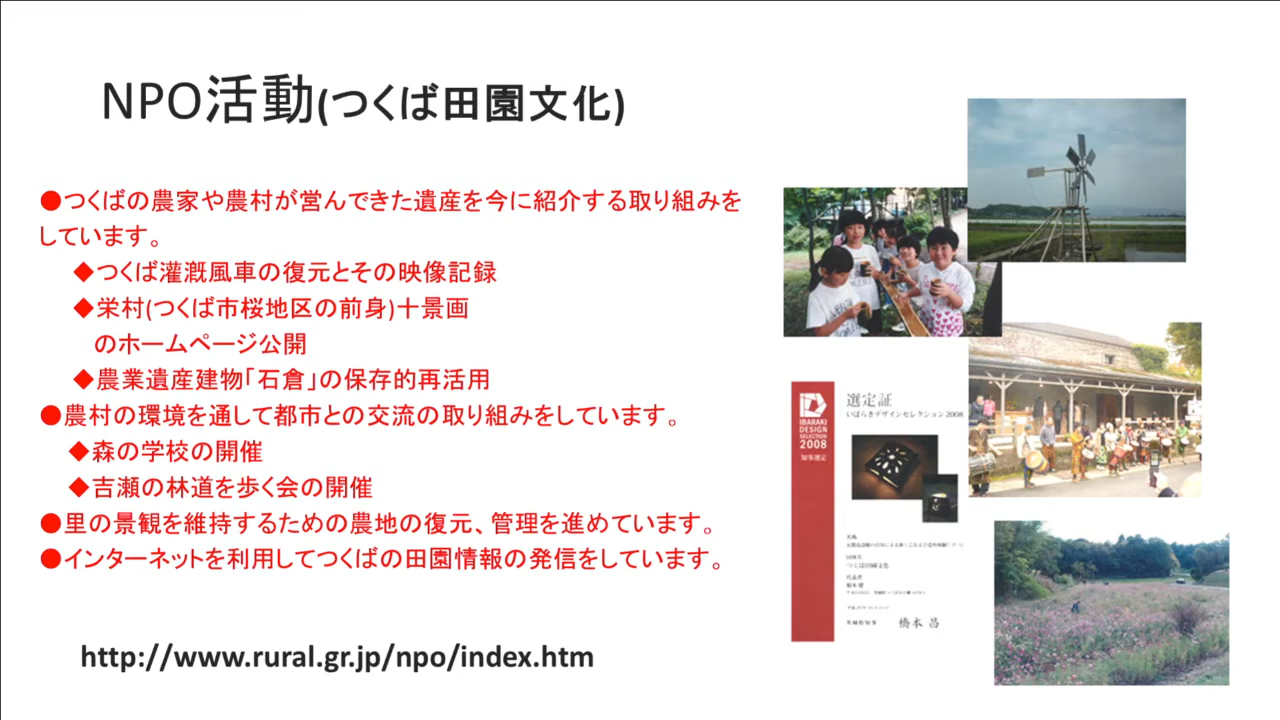 NPO活動(つくば田園文化)
●つくばの農家や農村が営んできた遺産を今に紹介する取り組みを
しています。
◆つくば灌漑風車の復元とその映像記録
◆栄村(つくば市桜地区の前身)十景画
のホームページ公開
◆農業遺産建物「石倉」の保存的再活用
●農村の環境を通して都市との交流の取り組みをしています。
◆森の学校の開催
◆吉瀬の林道を歩く会の開催
●里の景観を維持するための農地の復元、管理を進めています。
●インターネットを利用してつくばの田園情報の発信をしています。
http://www.rural.gr.jp/npo/index.htm
IBARAKI
DESIGN
SELECTION
2008
知事選定
選定証
いばらきデザインセレクション 2008
つくば田園文化
代表者
茨城県知事 橋本 昌